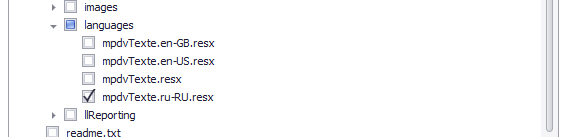 images
languages
mpdvTexte.en-GB.resx
mpdvTexte.en-US.resx
mpdvTexte.resx
mpdvTexte.ru-RU.resx
llReporting
readme.txt